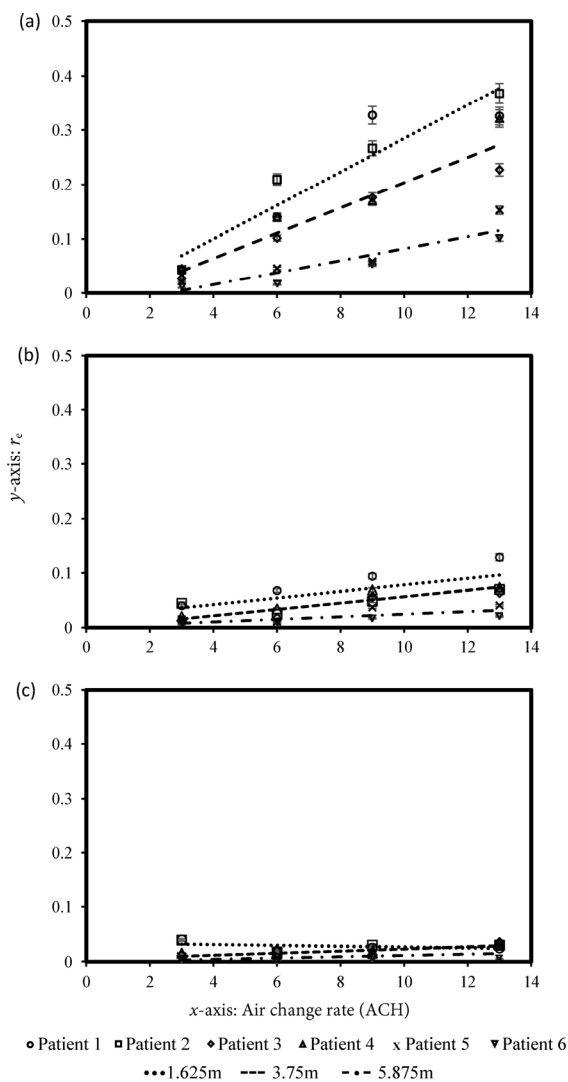 (a)
0.5
0.4
0.3
0.2
0.1
0
0 2 4 6 8 10 12 14
(b)
0.5
0.4
0.3
0.2
0.1
0
0 2 4 6 8 10 12 14
y-axis: rₑ
(c)
0.5
0.4
0.3
0.2
0.1
0
0 2 4 6 8 10 12 14
x-axis: Air change rate (ACH)
Patient 1 Patient 2 Patient 3 Patient 4 x Patient 5 Patient 6
1.625m 3.75m 5.875m